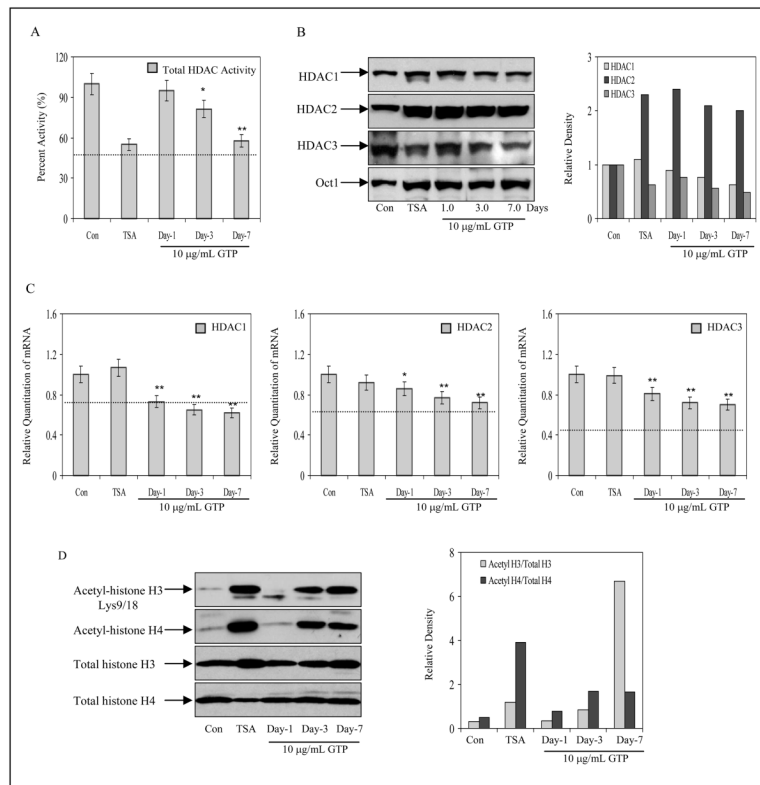 A
Total HDAC Activity
Percent Activity (%)
120
90
60
30
0
*
**
Con TSA Day-1 Day-3 Day-7
10 µg/mL GTP
B
HDAC1
HDAC2
HDAC3
Oct1
Con TSA 1.0 3.0 7.0 Days
10 µg/mL GTP
Relative Density
3
2
1
0
HDAC1
HDAC2
HDAC3
Con TSA Day-1 Day-3 Day-7
10 µg/mL GTP
C
Relative Quantitation of mRNA
1.6
1.2
0.8
0.4
0
HDAC1
** ** **
Con TSA Day-1 Day-3 Day-7
10 µg/mL GTP
Relative Quantitation of mRNA
1.6
1.2
0.8
0.4
0
HDAC2
* ** **
Con TSA Day-1 Day-3 Day-7
10 µg/mL GTP
Relative Quantitation of mRNA
1.6
1.2
0.8
0.4
0
HDAC3
** ** **
Con TSA Day-1 Day-3 Day-7
10 µg/mL GTP
D
Acetyl-histone H3
Lys9/18
Acetyl-histone H4
Total histone H3
Total histone H4
Con TSA Day-1 Day-3 Day-7
10 µg/mL GTP
Relative Density
8
6
4
2
0
Acetyl H3/Total H3
Acetyl H4/Total H4
Con TSA Day-1 Day-3 Day-7
10 µg/mL GTP